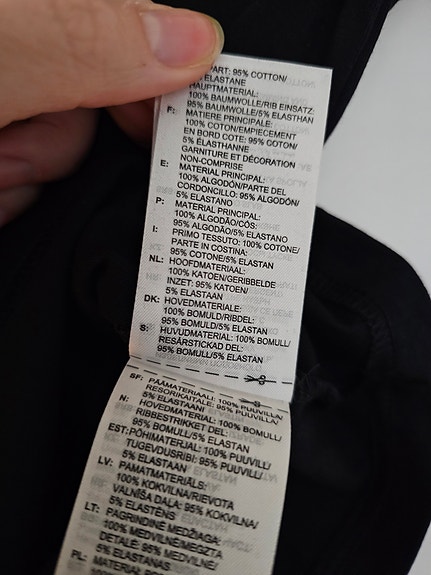 PART: 95% COTTON/
ELASTANE
HAUPTMATERIAL:
100% BAUMWOLLE/RIB EINSATZ:
95% BAUMWOLLE/5% ELASTHAN
F: MATIERE PRINCIPALE:
100% COTON/EMPIECEMENT
EN BORD COTE: 95% COTON/
5% ÉLASTHANNE
GARNITURE ET DÉCORATION
NON-COMPRISE
E: MATERIAL PRINCIPAL:
100% ALGODÓN/PARTE DEL
CORDONCILLO: 95% ALGODÓN/
5% ELASTANO
P: MATERIAL PRINCIPAL:
100% ALGODÃO/CÓS:
95% ALGODÃO/5% ELASTANO
I: PRIMO TESSUTO: 100% COTONE/
PARTE IN COSTINA:
95% COTONE/5% ELASTAN
NL: HOOFDMATERIAAL:
100% KATOEN/GERIBBELDE
INZET: 95% KATOEN/
5% ELASTAAN
DK: HOVEDMATERIALE:
100% BOMULD/RIBDEL:
95% BOMULD/5% ELASTAN
S: HUVUDMATERIAL: 100% BOMULL/
RESÅRSTICKAD DEL:
95% BOMULL/5% ELASTAN
SF: PÄÄMATERIAALI: 100% PUUVILLA/
RESORIKAITALE: 95% PUUVILLA/
5% ELASTAANI
N: HOVEDMATERIAL: 100% BOMULL/
RIBBESTRIKKET DEL:
95% BOMULL/5% ELASTAN
EST: PÕHIMATERJAL: 100% PUUVILL/
TUGEVDUSRIBI: 95% PUUVILL/
5% ELASTAAN
LV: PAMATMATERIĀLS:
100% KOKVILNA/RIEVOTA
VALNĪŠA DAĻA: 95% KOKVILNA/
5% ELASTĒNS
LT: PAGRINDINĖ MEDŽIAGA:
100% MEDVILNĖ/MEGZTA
DETALĖ: 95% MEDVILNĖ/
5% ELASTANAS
PL: MATERIAŁ